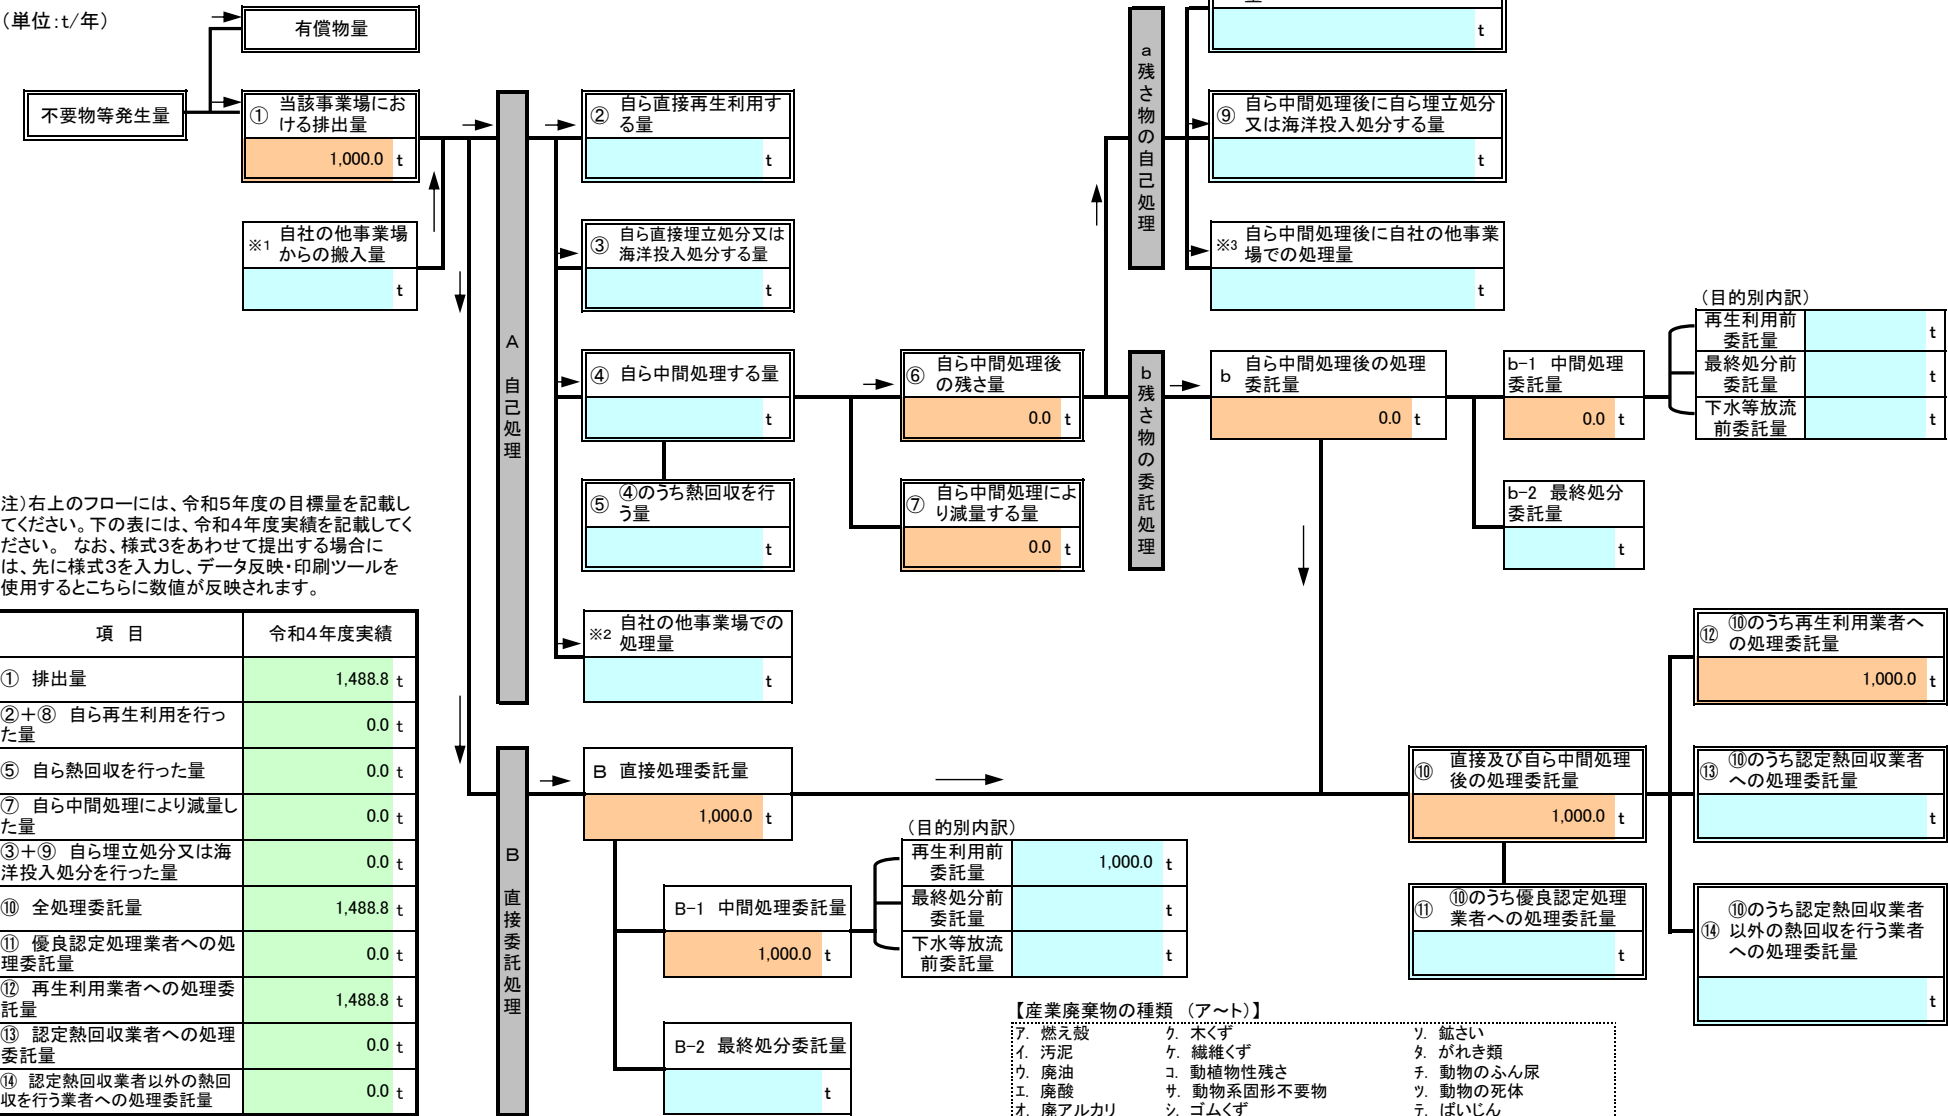 （単位：t/年）
有償物量
不要物等発生量
① 当該事業場にお
ける排出量
1,000.0 t
※1 自社の他事業場
からの搬入量
t
A 自己処理
② 自ら直接再生利用す
る量
t
③ 自ら直接埋立処分又は
海洋投入処分する量
t
④ 自ら中間処理する量
t
⑤ ④のうち熱回収を行
う量
t
※2 自社の他事業場での
処理量
t
⑥ 自ら中間処理後
の残さ量
0.0 t
⑦ 自ら中間処理によ
り減量する量
0.0 t
a 残さ物の自己処理
t
⑨ 自ら中間処理後に自ら埋立処分
又は海洋投入処分する量
t
※3 自ら中間処理後に自社の他事業
場での処理量
t
b 残さ物の委託処理
b 自ら中間処理後の処理
委託量
0.0 t
b-1 中間処理
委託量
0.0 t
b-2 最終処分
委託量
t
（目的別内訳）
再生利用前
委託量
t
最終処分前
委託量
t
下水等放流
前委託量
t
注）右上のフローには、令和5年度の目標量を記載し
てください。下の表には、令和4年度実績を記載してく
ださい。 なお、様式3をあわせて提出する場合に
は、先に様式3を入力し、データ反映・印刷ツールを
使用するとこちらに数値が反映されます。
項 目 令和4年度実績
① 排出量 1,488.8 t
②＋⑧ 自ら再生利用を行っ
た量 0.0 t
⑤ 自ら熱回収を行った量 0.0 t
⑦ 自ら中間処理により減量し
た量 0.0 t
③＋⑨ 自ら埋立処分又は海
洋投入処分を行った量 0.0 t
⑩ 全処理委託量 1,488.8 t
⑪ 優良認定処理業者への処
理委託量 0.0 t
⑫ 再生利用業者への処理委
託量 1,488.8 t
⑬ 認定熱回収業者への処理
委託量 0.0 t
⑭ 認定熱回収業者以外の熱回
収を行う業者への処理委託量 0.0 t
B 直接委託処理
B 直接処理委託量
1,000.0 t
B-1 中間処理委託量
1,000.0 t
B-2 最終処分委託量
t
（目的別内訳）
再生利用前
委託量
1,000.0 t
最終処分前
委託量
t
下水等放流
前委託量
t
⑩ 直接及び自ら中間処理
後の処理委託量
1,000.0 t
⑪ ⑩のうち優良認定処理
業者への処理委託量
t
⑫ ⑩のうち再生利用業者へ
の処理委託量
1,000.0 t
⑬ ⑩のうち認定熱回収業者
への処理委託量
t
⑭ ⑩のうち認定熱回収業者
以外の熱回収を行う業者
への処理委託量
t
【産業廃棄物の種類 （ア～ト）】
ア. 燃え殻 ク. 木くず ソ. 鉱さい
イ. 汚泥 ケ. 繊維くず タ. がれき類
ウ. 廃油 コ. 動植物性残さ チ. 動物のふん尿
エ. 廃酸 サ. 動物系固形不要物 ツ. 動物の死体
オ. 廃アルカリ シ. ゴムくず テ. ばいじん